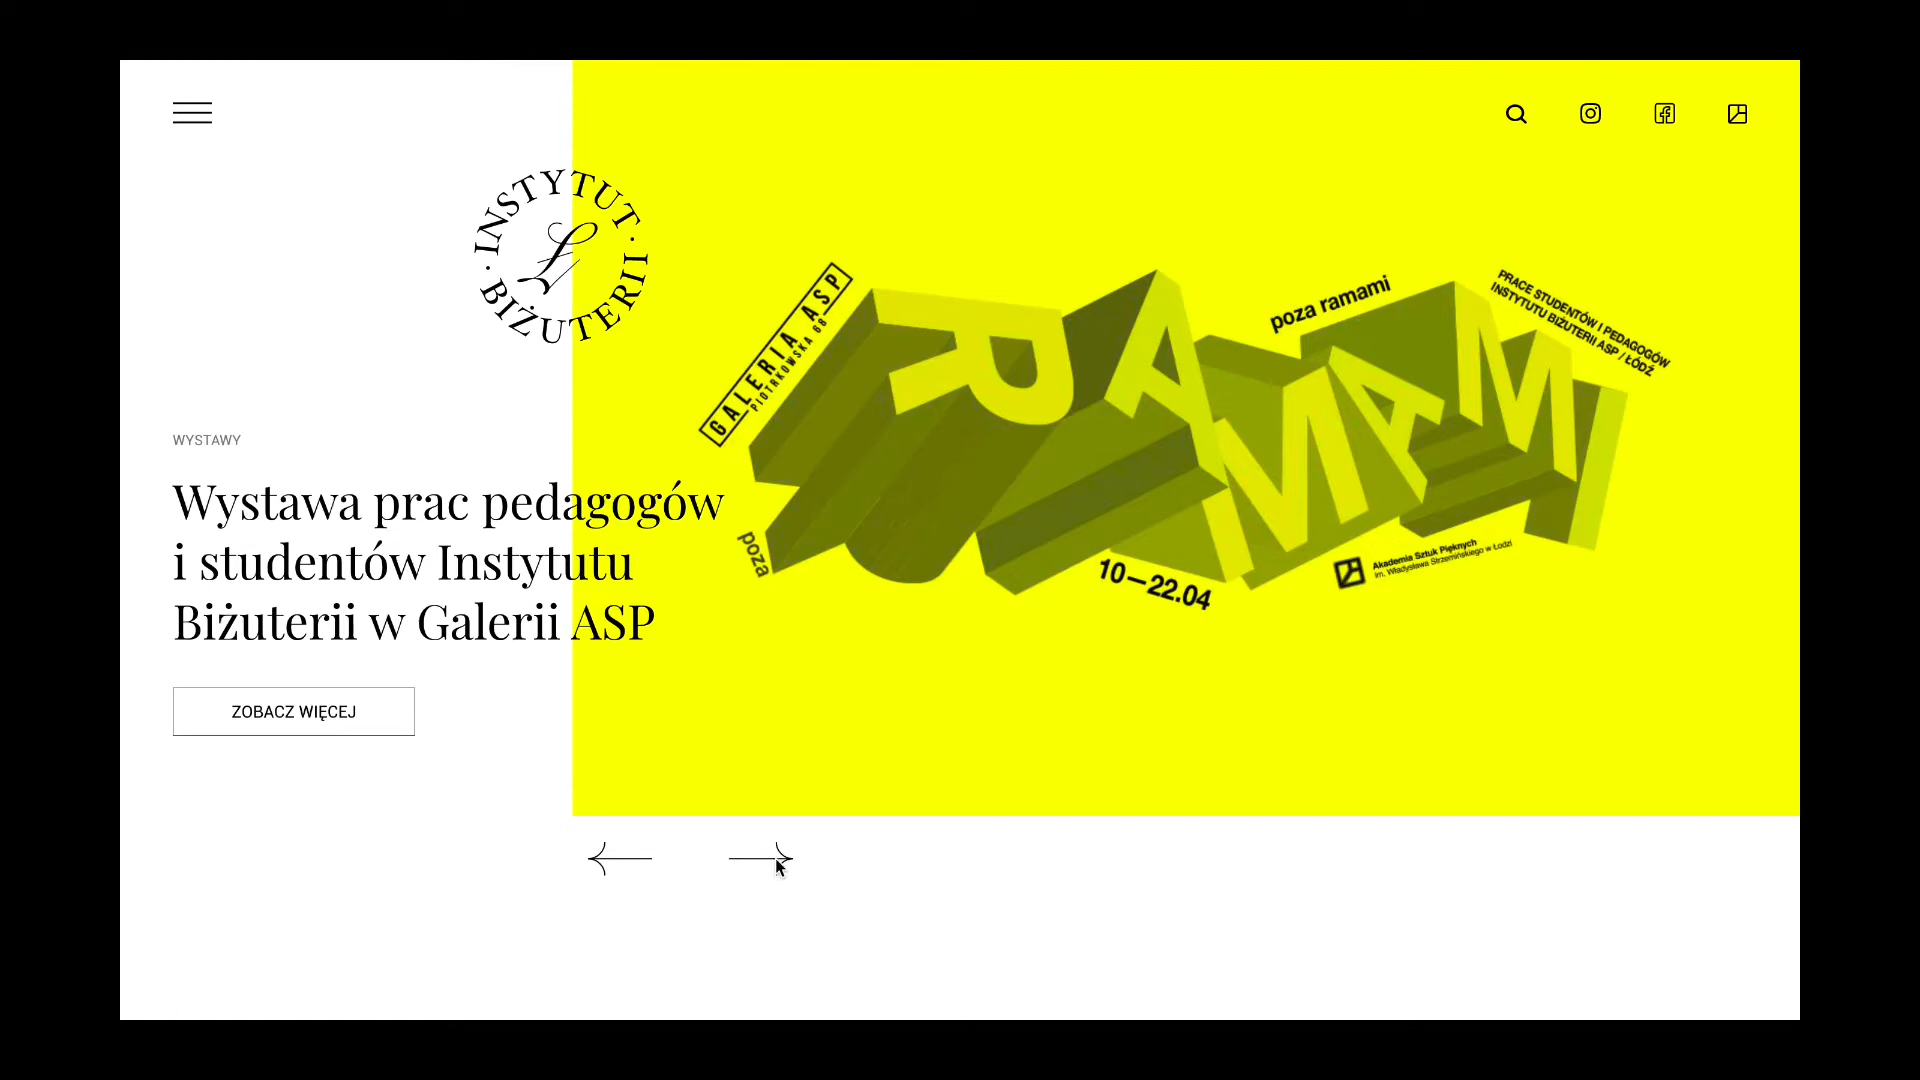 · INSTYTUT ·
BIŻUTERII
WYSTAWY
Wystawa prac pedagogów
i studentów Instytutu
Biżuterii w Galerii ASP
ZOBACZ WIĘCEJ
GALERIA ASP
PIOTRKOWSKA 68
poza ramami
PRACE STUDENTÓW I PEDAGOGÓW
INSTYTUTU BIŻUTERII ASP / ŁÓDŹ
poza
RAMAMI
10—22.04
Akademia Sztuk Pięknych
im. Władysława Strzemińskiego w Łodzi